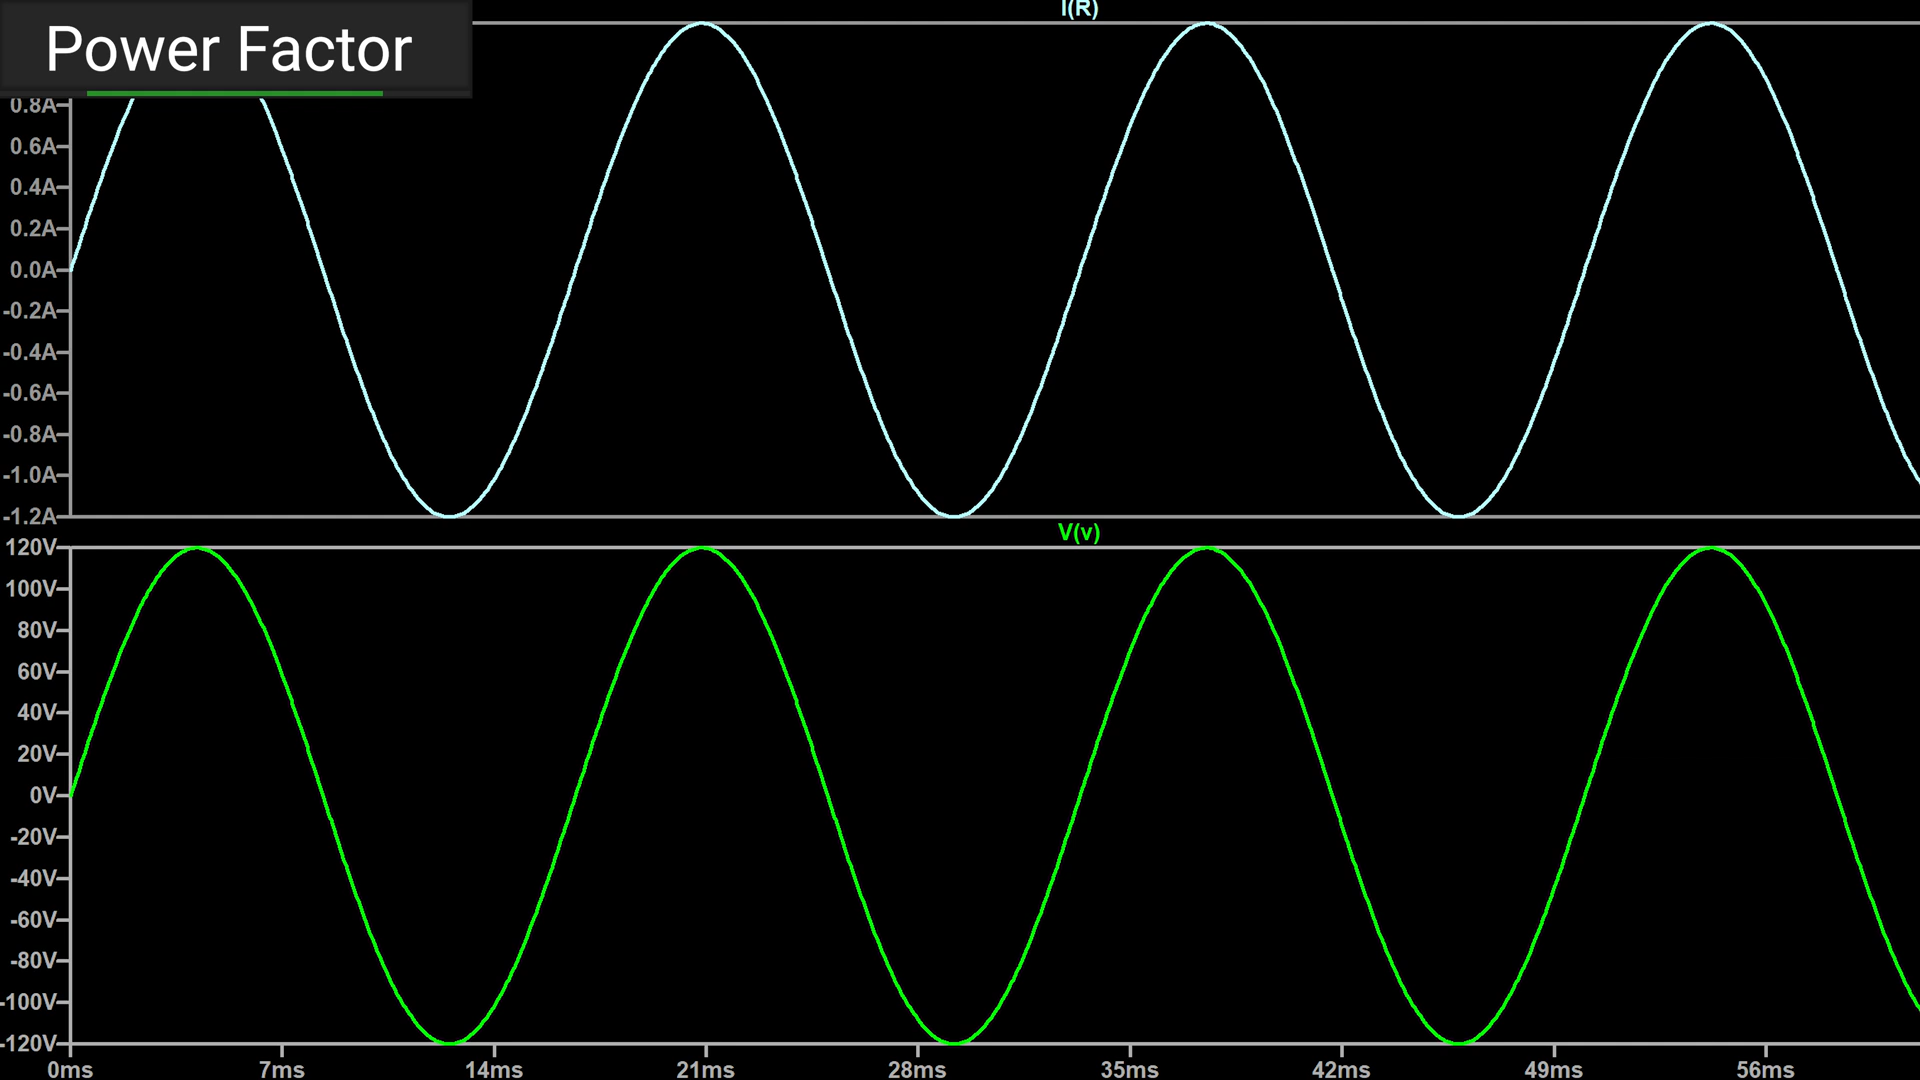 I(R)
Power Factor
0.8A
0.6A
0.4A
0.2A
0.0A
-0.2A
-0.4A
-0.6A
-0.8A
-1.0A
-1.2A
V(v)
120V
100V
80V
60V
40V
20V
0V
-20V
-40V
-60V
-80V
-100V
-120V
0ms 7ms 14ms 21ms 28ms 35ms 42ms 49ms 56ms